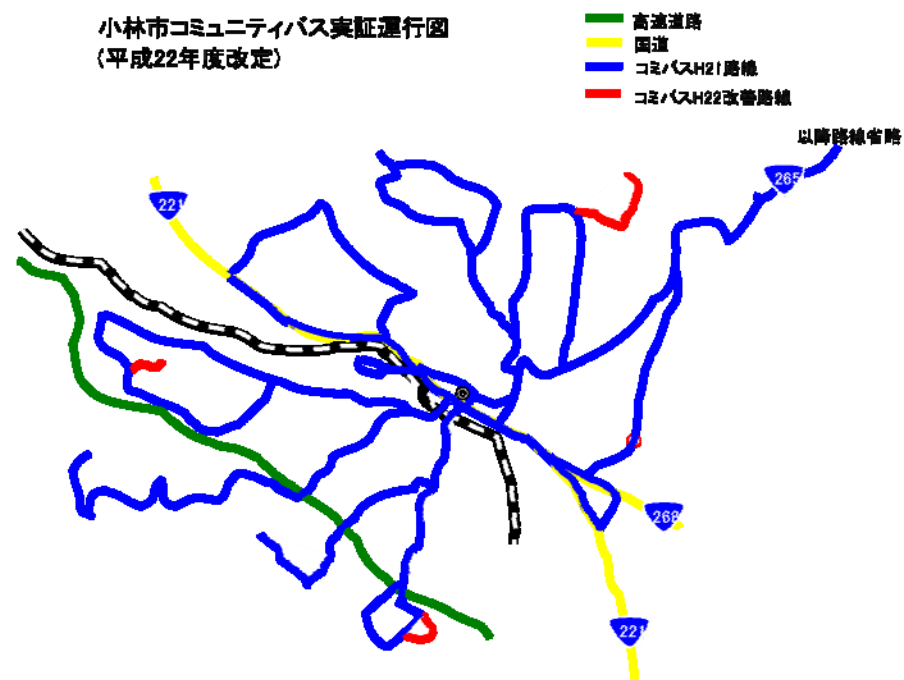 小林市コミュニティバス実証運行図
(平成22年度改定)
高速道路
国道
コミバスH21路線
コミバスH22改善路線
以降路線省略
265
221
268
221